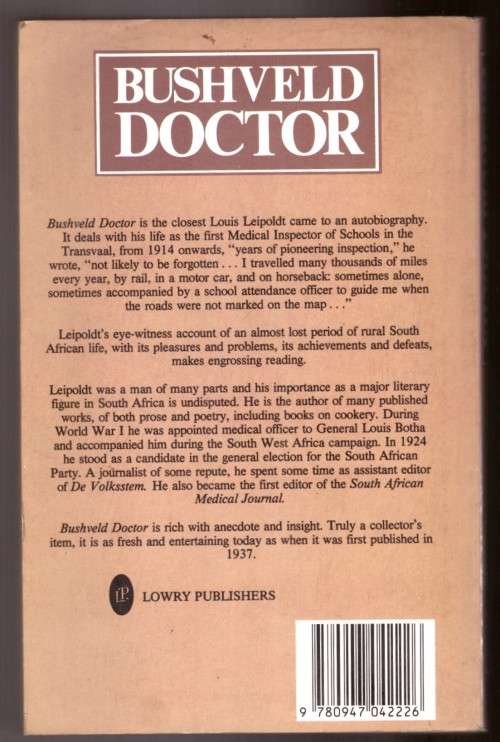 BUSHVELD
DOCTOR
Bushveld Doctor is the closest Louis Leipoldt came to an autobiography.
It deals with his life as the first Medical Inspector of Schools in the
Transvaal, from 1914 onwards, “years of pioneering inspection,” he
wrote, “not likely to be forgotten . . . I travelled many thousands of miles
every year, by rail, in a motor car, and on horseback: sometimes alone,
sometimes accompanied by a school attendance officer to guide me when
the roads were not marked on the map . . .”
Leipoldt's eye-witness account of an almost lost period of rural South
African life, with its pleasures and problems, its achievements and defeats,
makes engrossing reading.
Leipoldt was a man of many parts and his importance as a major literary
figure in South Africa is undisputed. He is the author of many published
works, of both prose and poetry, including books on cookery. During
World War I he was appointed medical officer to General Louis Botha
and accompanied him during the South West Africa campaign. In 1924
he stood as a candidate in the general election for the South African
Party. A journalist of some repute, he spent some time as assistant editor
of De Volksstem. He also became the first editor of the South African
Medical Journal.
Bushveld Doctor is rich with anecdote and insight. Truly a collector's
item, it is as fresh and entertaining today as when it was first published in
1937.
LP.
LOWRY PUBLISHERS
9 780947 042226